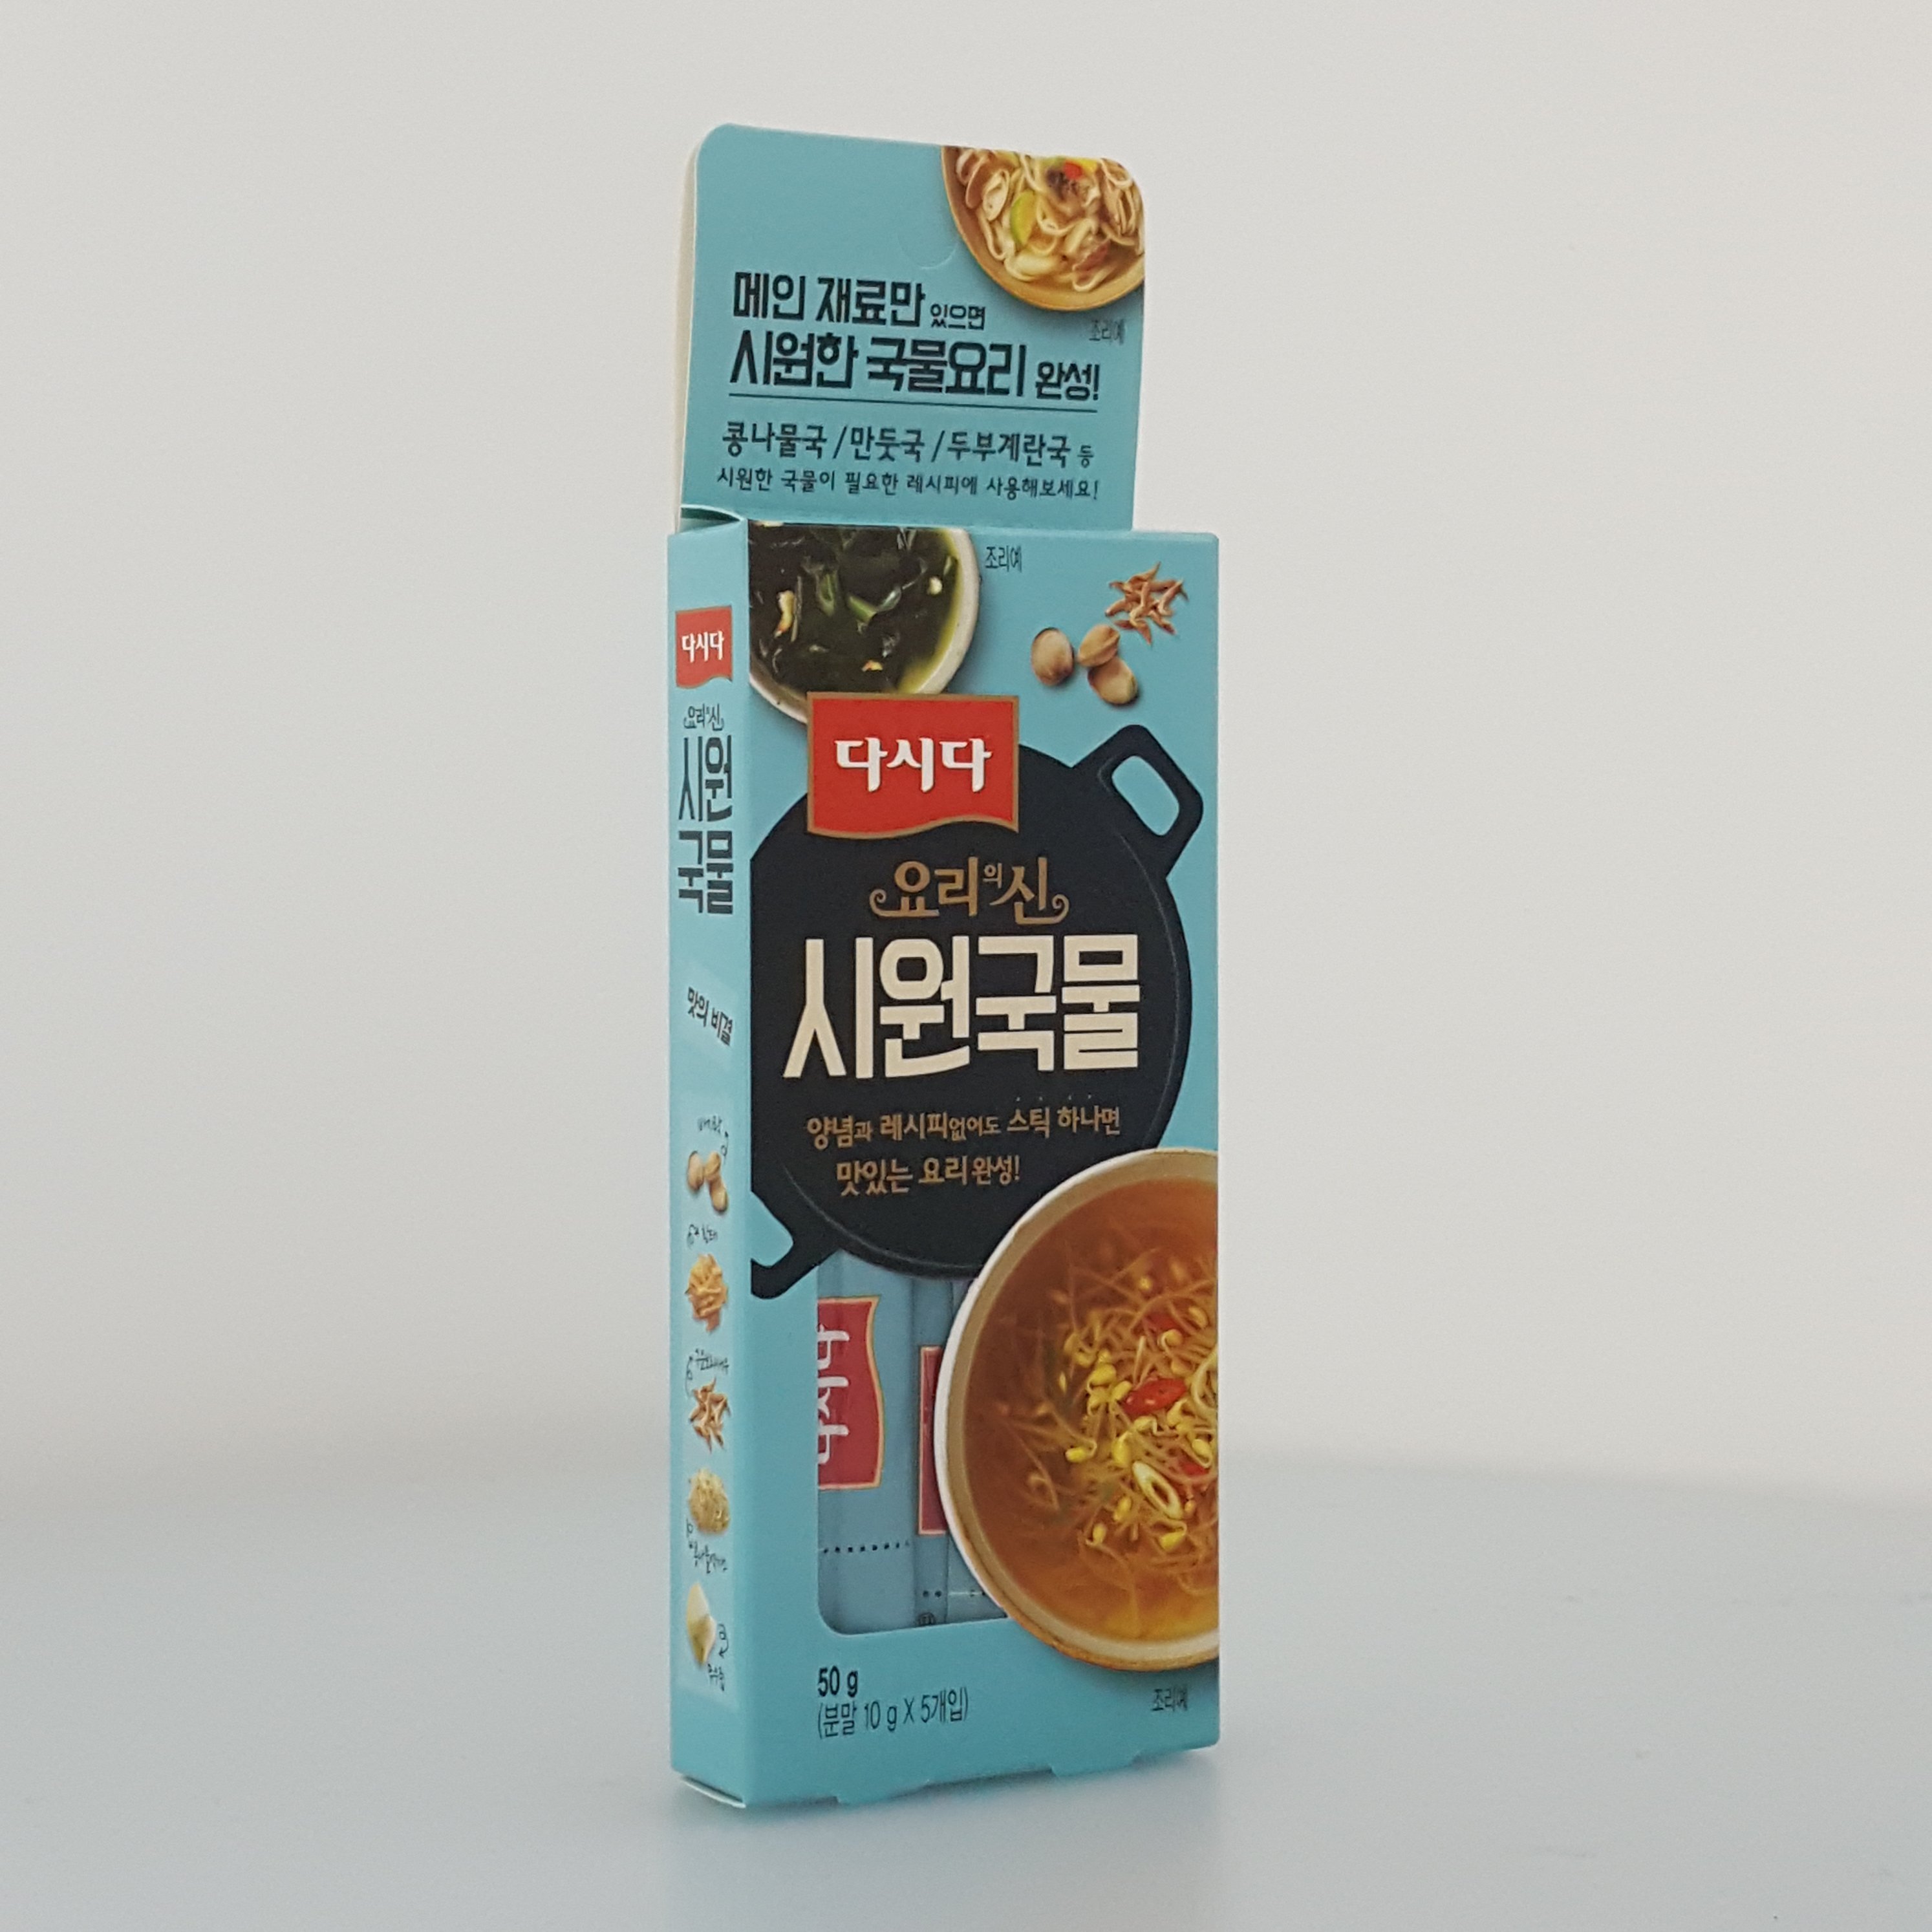 메인 재료만 있으면
조리예
시원한 국물요리 완성!
콩나물국 / 만둣국 / 두부계란국 등
시원한 국물이 필요한 레시피에 사용해보세요!
조리예
다시다
요리의신
시원국물
양념과 레시피없이도 스틱 하나면
맛있는 요리 완성!
다시다
50 g
(분말 10 g X 5개입)
조리예
다시다
요리의신
시원
국물
맛의 비결